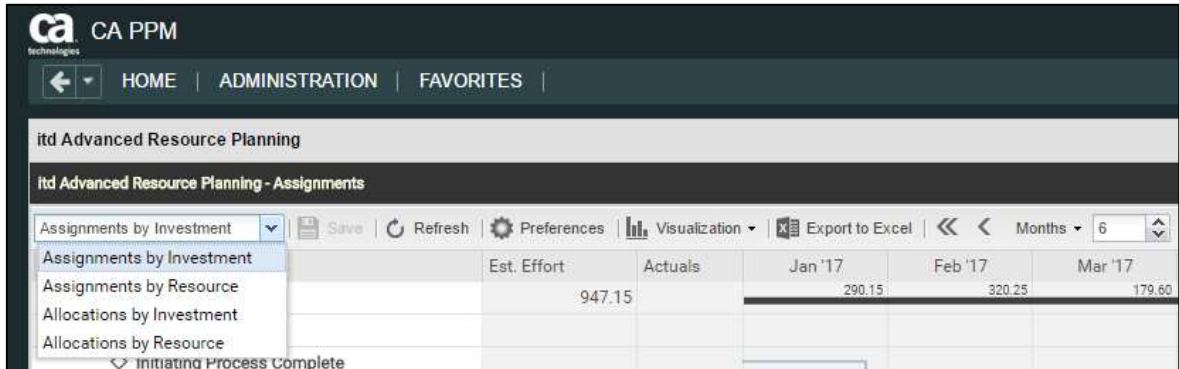 ca CA PPM
technologies
HOME | ADMINISTRATION | FAVORITES |
itd Advanced Resource Planning
itd Advanced Resource Planning - Assignments
Assignments by Investment Save Refresh Preferences Visualization Export to Excel Months 6
Assignments by Investment
Assignments by Resource
Allocations by Investment
Allocations by Resource
Est. Effort Actuals Jan '17 Feb '17 Mar '17
947.15 290.15 320.25 179.60
Initiating Process Complete